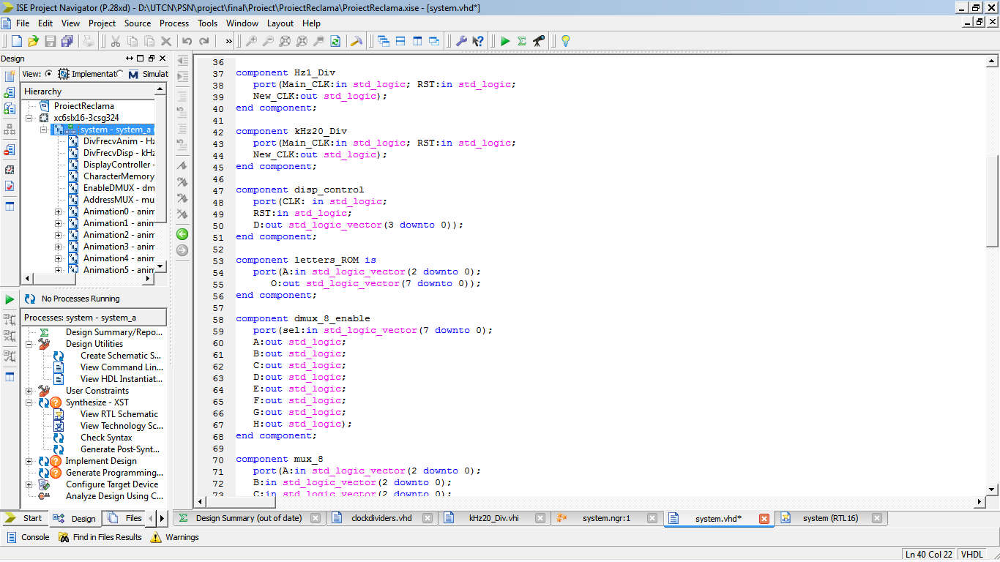 ISE Project Navigator (P.28xd) - D:\UTCN\PSN\project\final\Proiect\ProiectReclama\ProiectReclama.xise - [system.vhd*]
File Edit View Project Source Process Tools Window Layout Help
Design
View: Implementat Simulat
Hierarchy
ProiectReclama
xc6slx16-3csg324
system - system_a
DivFrecvAnim - Hz
DivFrecvDisp - kHz
DisplayController -
CharacterMemory
EnableDMUX - dm
AddressMUX - mu
Animation0 - anim
Animation1 - anim
Animation2 - anim
Animation3 - anim
Animation4 - anim
Animation5 - anim
No Processes Running
Processes: system - system_a
Design Summary/Repo...
Design Utilities
Create Schematic S...
View Command Lin...
View HDL Instantiat...
User Constraints
Synthesize - XST
View RTL Schematic
View Technology Sc...
Check Syntax
Generate Post-Synt...
Implement Design
Generate Programming...
Configure Target Device
Analyze Design Using C...
Start Design Files
36
37 component Hz1_Div
38 port(Main_CLK:in std_logic; RST:in std_logic;
39 New_CLK:out std_logic);
40 end component;
41
42 component kHz20_Div
43 port(Main_CLK:in std_logic; RST:in std_logic;
44 New_CLK:out std_logic);
45 end component;
46
47 component disp_control
48 port(CLK: in std_logic;
49 RST:in std_logic;
50 D:out std_logic_vector(3 downto 0));
51 end component;
52
53 component letters_ROM is
54 port(A:in std_logic_vector(2 downto 0);
55 O:out std_logic_vector(7 downto 0));
56 end component;
57
58 component dmux_8_enable
59 port(sel:in std_logic_vector(7 downto 0);
60 A:out std_logic;
61 B:out std_logic;
62 C:out std_logic;
63 D:out std_logic;
64 E:out std_logic;
65 F:out std_logic;
66 G:out std_logic;
67 H:out std_logic);
68 end component;
69
70 component mux_8
71 port(A:in std_logic_vector(2 downto 0);
72 B:in std_logic_vector(2 downto 0);
73 C:in std_logic_vector(2 downto 0);
Design Summary (out of date) clockdividers.vhd kHz20_Div.vhi system.ngr:1 system.vhd* system (RTL16)
Console Find in Files Results Warnings
Ln 40 Col 22 VHDL